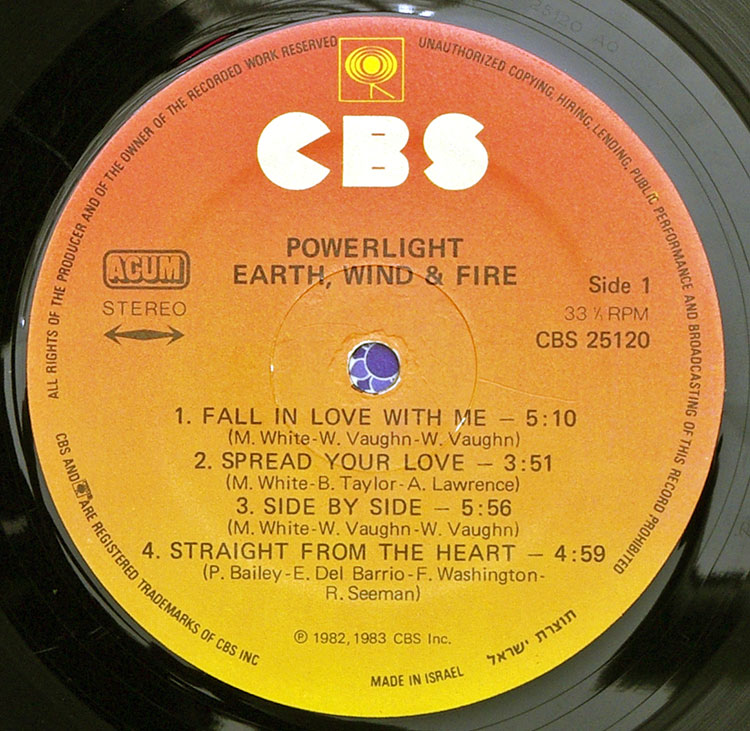 ALL RIGHTS OF THE PRODUCER AND OF THE OWNER OF THE RECORDED WORK RESERVED
UNAUTHORIZED COPYING, HIRING, LENDING, PUBLIC PERFORMANCE AND BROADCASTING OF THIS RECORD PROHIBITED
CBS
POWERLIGHT
EARTH, WIND & FIRE
ACUM
STEREO
Side 1
33 ⅓ RPM
CBS 25120
1. FALL IN LOVE WITH ME – 5:10
(M. White-W. Vaughn-W. Vaughn)
2. SPREAD YOUR LOVE – 3:51
(M. White-B. Taylor-A. Lawrence)
3. SIDE BY SIDE – 5:56
(M. White-W. Vaughn-W. Vaughn)
4. STRAIGHT FROM THE HEART – 4:59
(P. Bailey-E. Del Barrio-F. Washington-
R. Seeman)
℗ 1982, 1983 CBS Inc.
CBS AND ARE REGISTERED TRADEMARKS OF CBS INC
MADE IN ISRAEL
תוצרת ישראל
25120